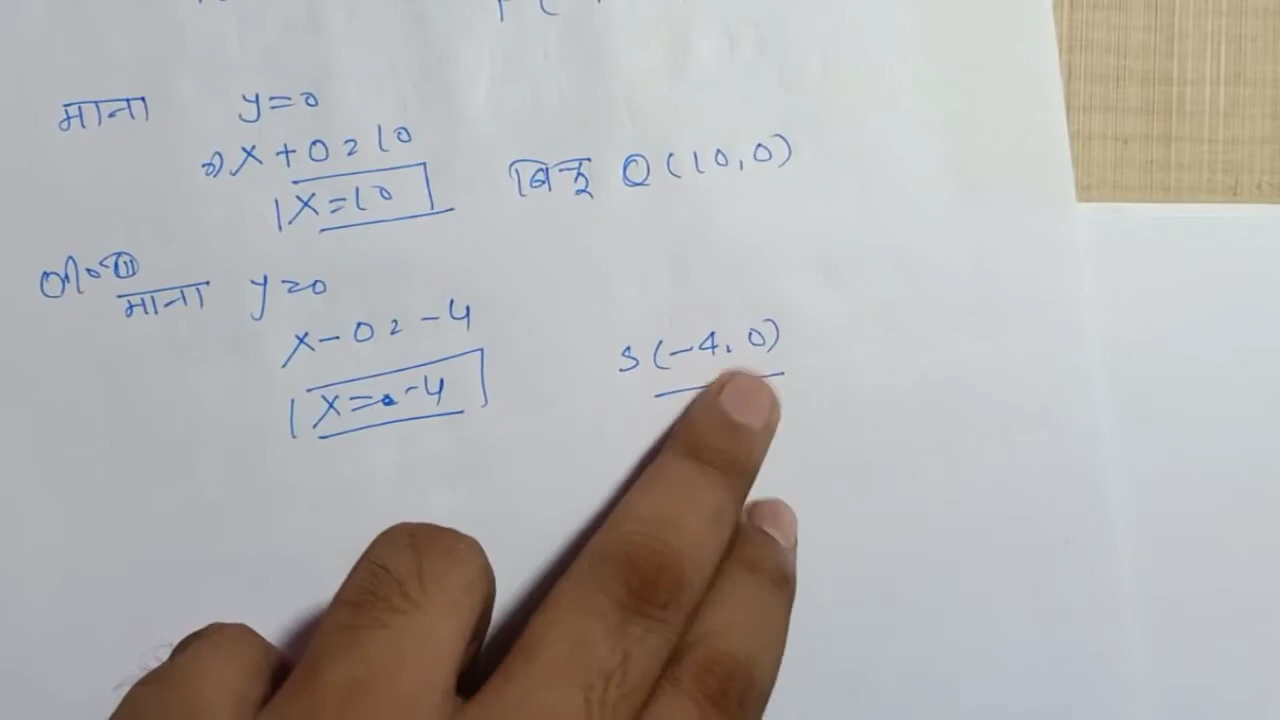 माना y=0
⇒ x+0=10
x=10 बिन्दू Q(10,0)
माना y=0
x-0=-4
x=-4 S(-4,0)